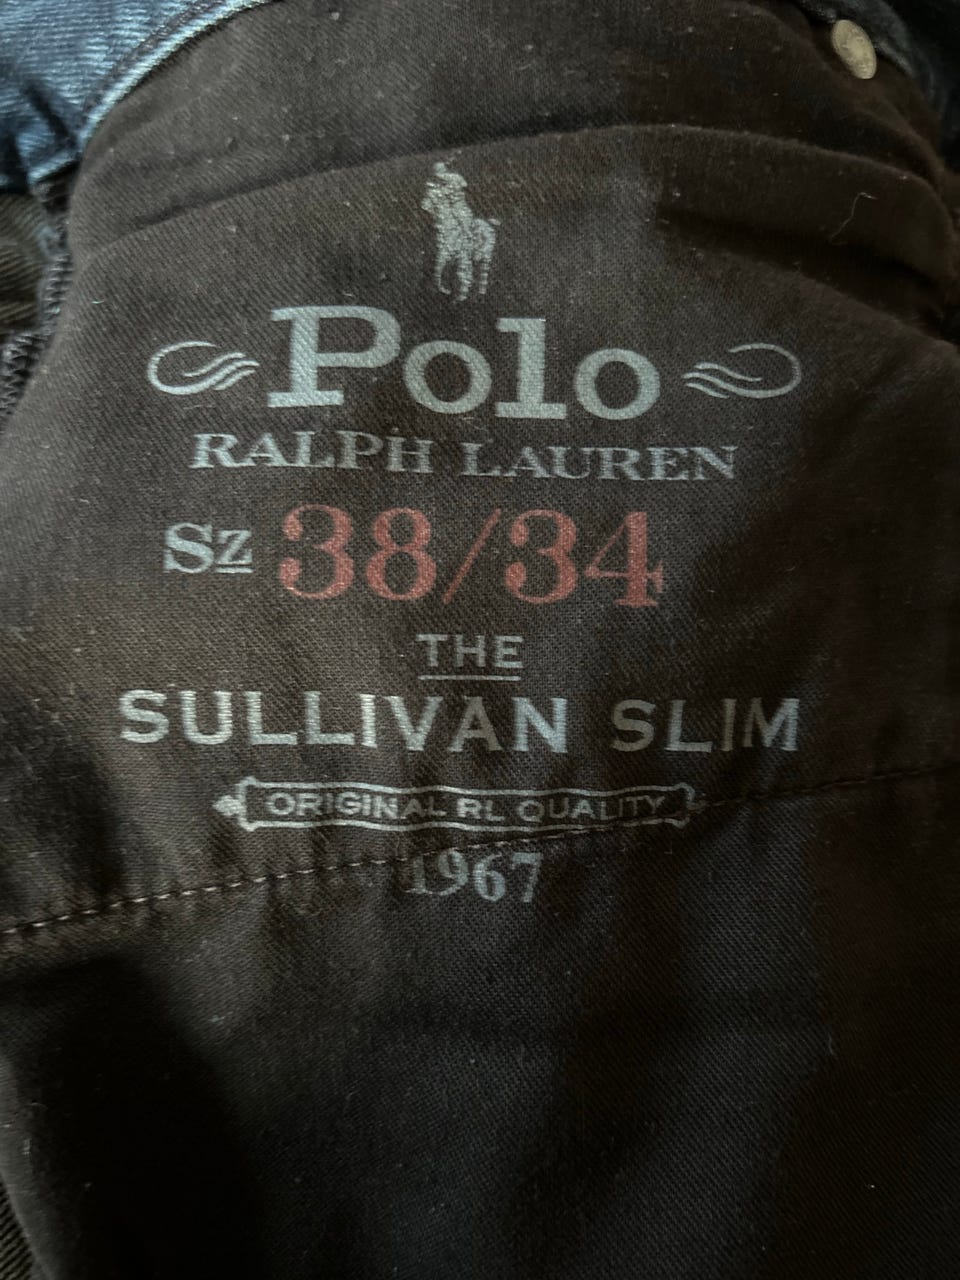 Polo
RALPH LAUREN
Sz 38/34
THE
SULLIVAN SLIM
ORIGINAL RL QUALITY
1967